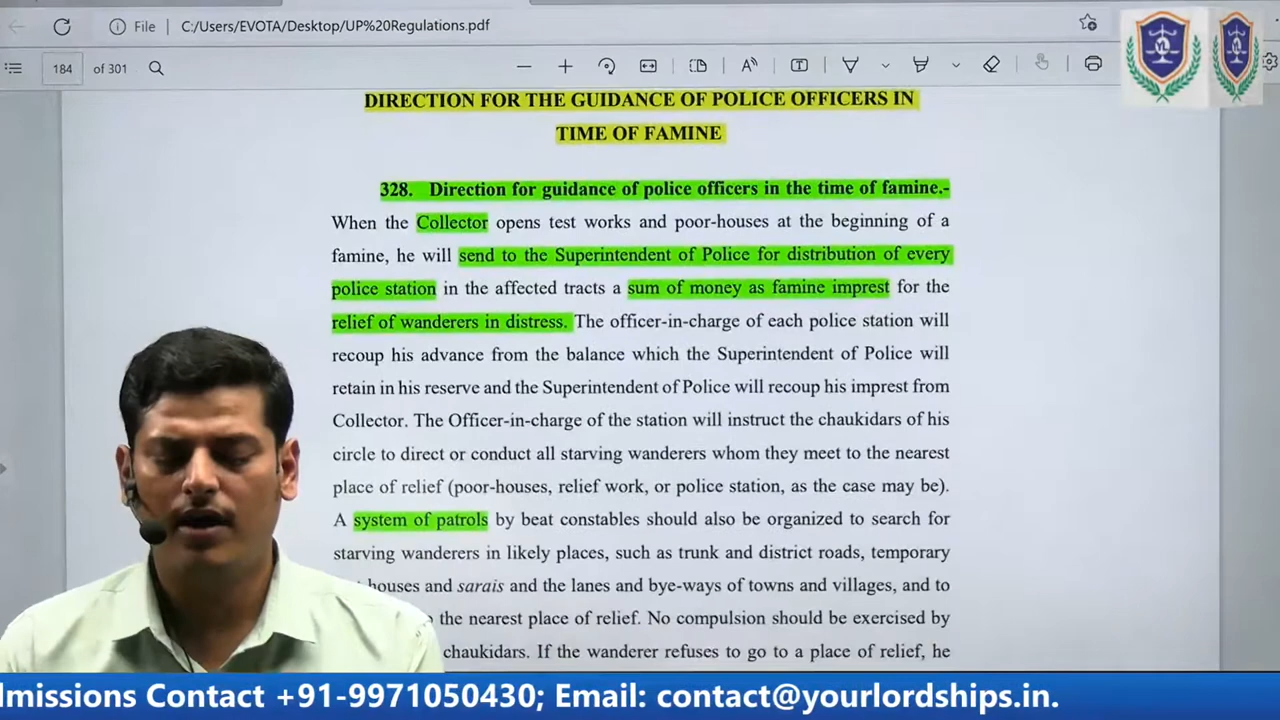 File C:/Users/EVOTA/Desktop/UP%20Regulations.pdf
184 of 301
DIRECTION FOR THE GUIDANCE OF POLICE OFFICERS IN
TIME OF FAMINE
328. Direction for guidance of police officers in the time of famine.-
When the Collector opens test works and poor-houses at the beginning of a
famine, he will send to the Superintendent of Police for distribution of every
police station in the affected tracts a sum of money as famine imprest for the
relief of wanderers in distress. The officer-in-charge of each police station will
recoup his advance from the balance which the Superintendent of Police will
retain in his reserve and the Superintendent of Police will recoup his imprest from
Collector. The Officer-in-charge of the station will instruct the chaukidars of his
circle to direct or conduct all starving wanderers whom they meet to the nearest
place of relief (poor-houses, relief work, or police station, as the case may be).
A system of patrols by beat constables should also be organized to search for
starving wanderers in likely places, such as trunk and district roads, temporary
houses and sarais and the lanes and bye-ways of towns and villages, and to
the nearest place of relief. No compulsion should be exercised by
chaukidars. If the wanderer refuses to go to a place of relief, he
dmissions Contact +91-9971050430; Email: contact@yourlordships.in.